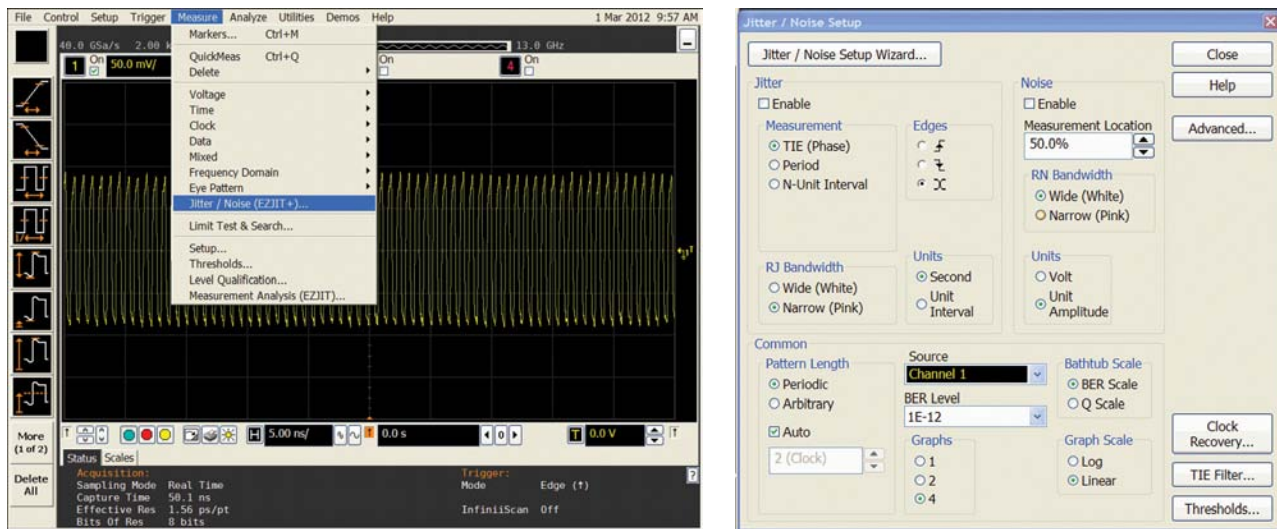 File Control Setup Trigger Measure Analyze Utilities Demos Help 1 Mar 2012 9:57 AM
40.0 GSa/s 2.00 k 13.0 GHz
1 On 50.0 mV/ On 4 On
Markers... Ctrl+M
QuickMeas Ctrl+Q
Delete
Voltage
Time
Clock
Data
Mixed
Frequency Domain
Eye Pattern
Jitter / Noise (EZJIT+)...
Limit Test & Search...
Setup...
Thresholds...
Level Qualification...
Measurement Analysis (EZJIT)...
More
(1 of 2)
Delete
All
H 5.00 ns/ 0.0 s 0 T 0.0 V
Status Scales
Acquisition:
Sampling Mode Real Time
Capture Time 50.1 ns
Effective Res 1.56 ps/pt
Bits Of Res 8 bits
Trigger:
Mode Edge (↑)
InfiniiScan Off
?
Jitter / Noise Setup
Jitter / Noise Setup Wizard...
Close
Help
Advanced...
Jitter
Enable
Measurement
TIE (Phase)
Period
N-Unit Interval
Edges
RJ Bandwidth
Wide (White)
Narrow (Pink)
Units
Second
Unit
Interval
Noise
Enable
Measurement Location
50.0%
RN Bandwidth
Wide (White)
Narrow (Pink)
Units
Volt
Unit
Amplitude
Common
Pattern Length
Periodic
Arbitrary
Auto
2 (Clock)
Source
Channel 1
BER Level
1E-12
Graphs
1
2
4
Bathtub Scale
BER Scale
Q Scale
Graph Scale
Log
Linear
Clock
Recovery...
TIE Filter...
Thresholds...